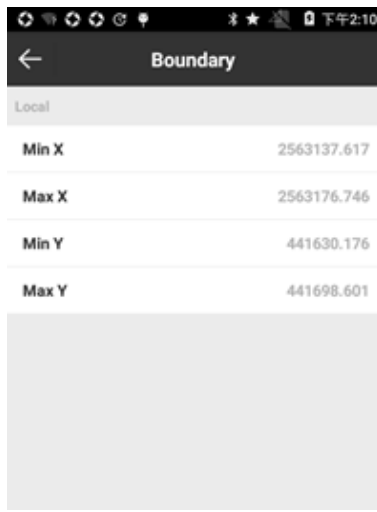 下午2:10
Boundary
Local
Min X 2563137.617
Max X 2563176.746
Min Y 441630.176
Max Y 441698.601